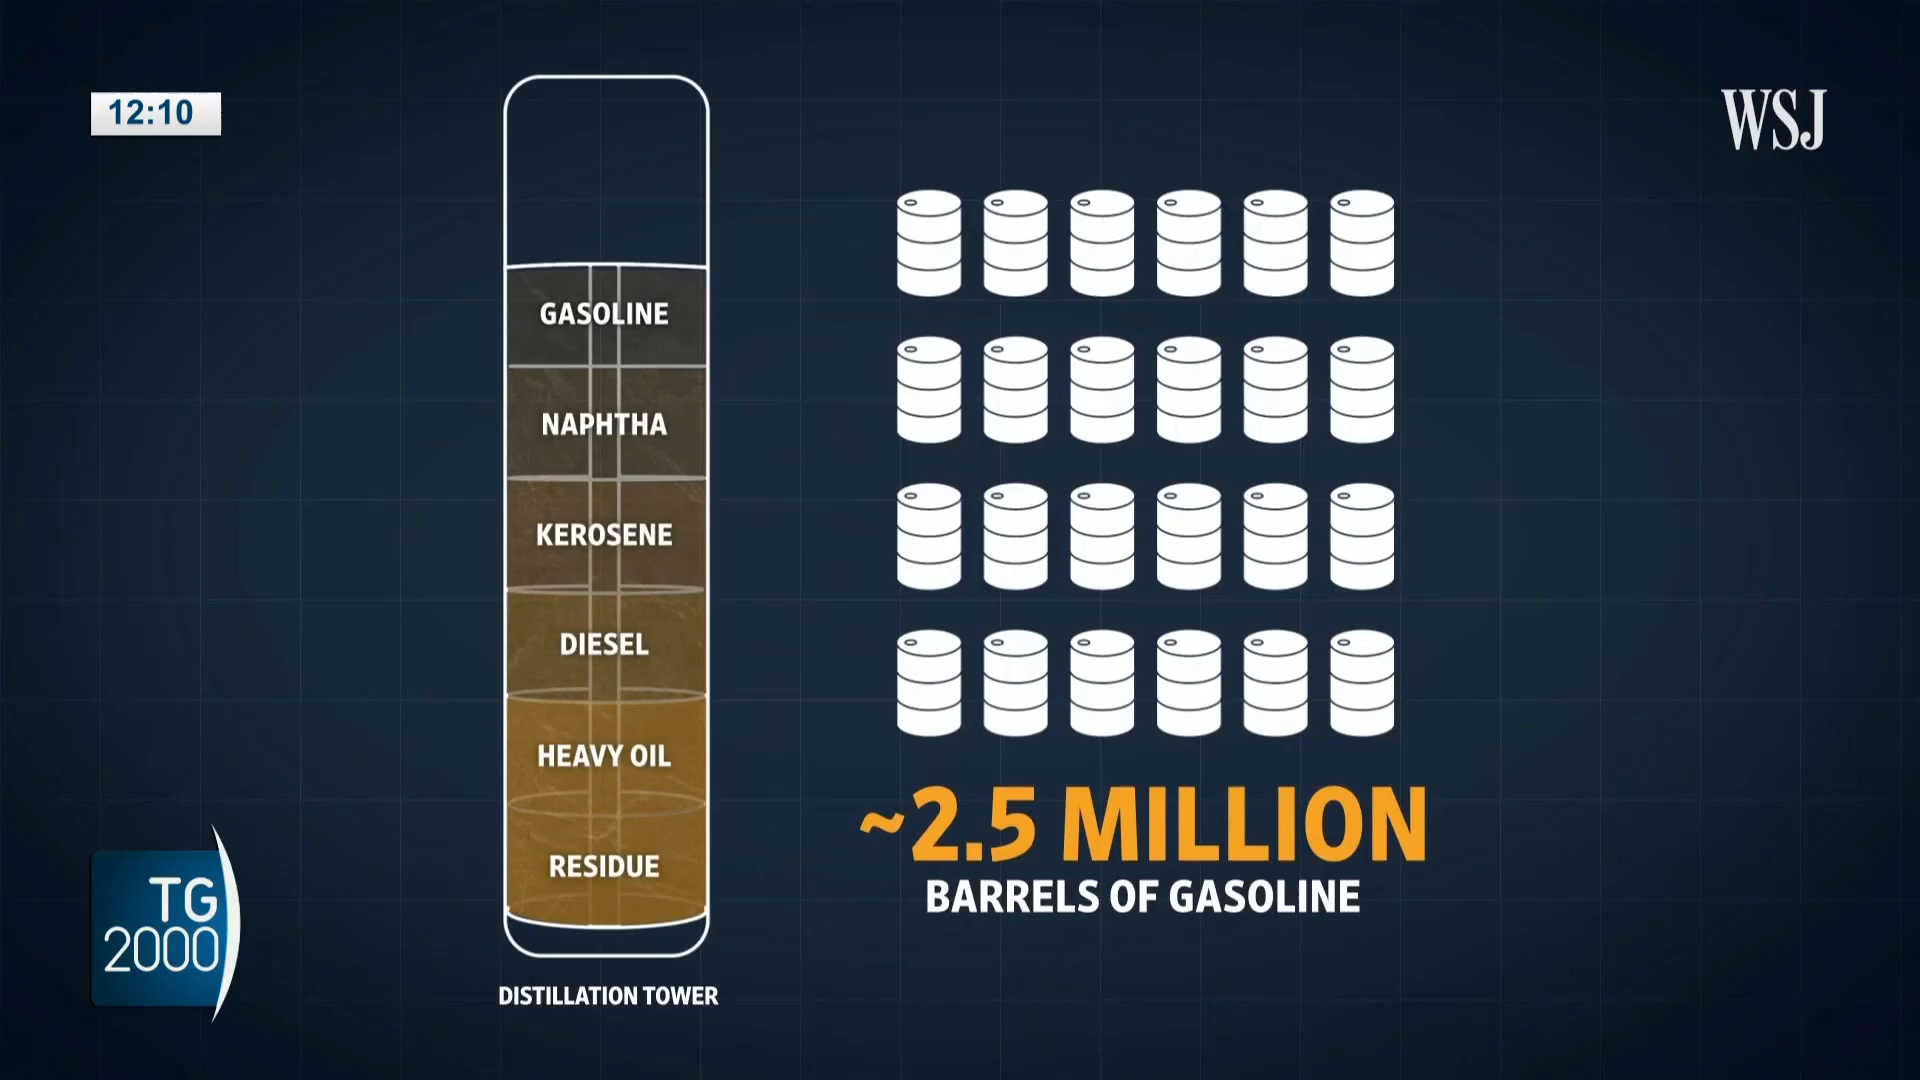 12:10
WSJ
GASOLINE
NAPHTHA
KEROSENE
DIESEL
HEAVY OIL
RESIDUE
DISTILLATION TOWER
~2.5 MILLION
BARRELS OF GASOLINE
TG
2000